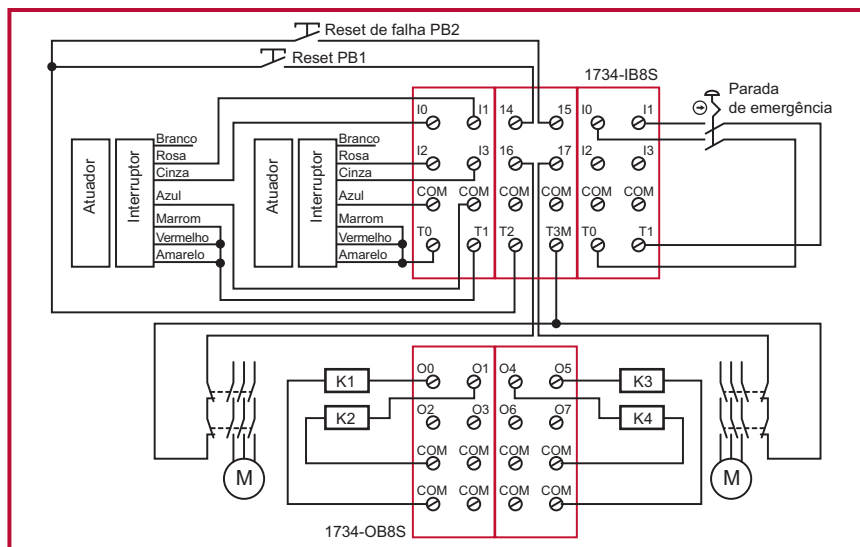 Reset de falha PB2
Reset PB1
1734-IB8S
Parada
de emergência
I0 I1 14 15 I0 I1
Atuador
Interruptor
Branco
Rosa
Cinza
Azul
Marrom
Vermelho
Amarelo
Atuador
Interruptor
Branco
Rosa
Cinza
Azul
Marrom
Vermelho
Amarelo
I2 I3 16 17 I2 I3
COM COM COM COM COM COM
T0 T1 T2 T3M T0 T1
K1 O0 O1 O4 O5 K3
K2 O2 O3 O6 O7 K4
COM COM COM COM
M M
COM COM COM COM
1734-OB8S